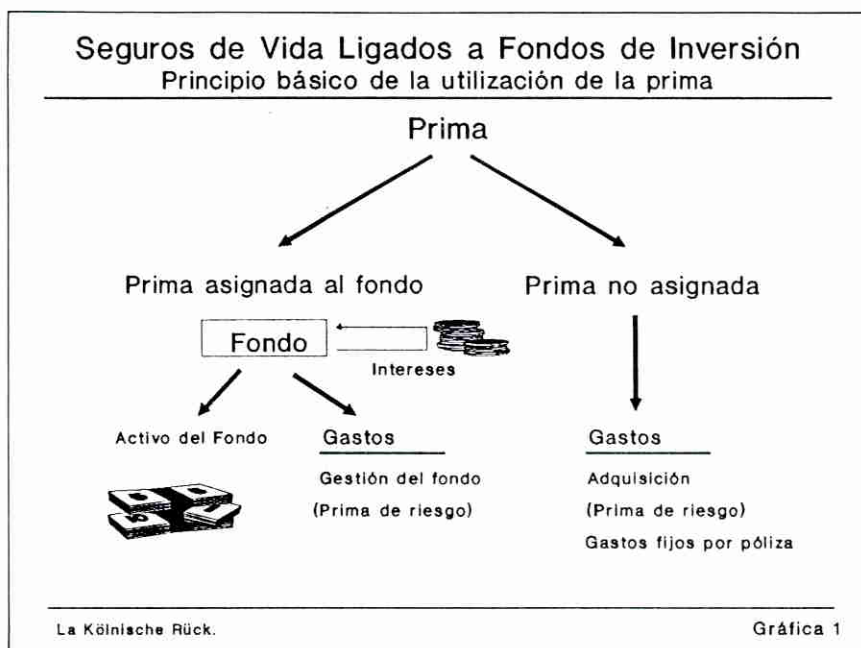 Seguros de Vida Ligados a Fondos de Inversión
Principio básico de la utilización de la prima
Prima
Prima asignada al fondo
Prima no asignada
Fondo
Intereses
Activo del Fondo
Gastos
Gestión del fondo
(Prima de riesgo)
Gastos
Adquisición
(Prima de riesgo)
Gastos fijos por póliza
La Kölnische Rück.
Gráfica 1